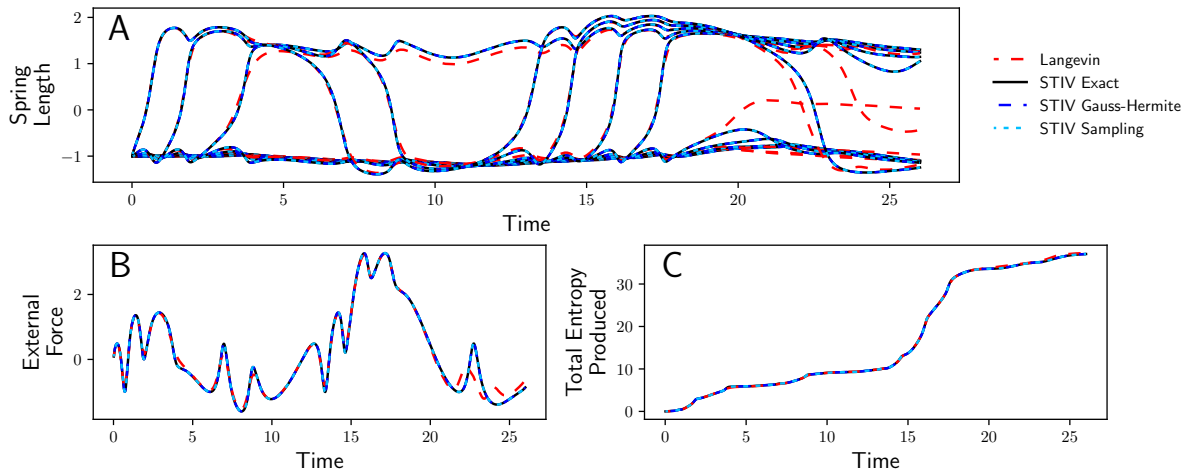 A
Spring
Length
2
1
0
−1
0
5
10
15
20
25
Time
Langevin
STIV Exact
STIV Gauss-Hermite
STIV Sampling
B
External
Force
2
0
0
5
10
15
20
25
Time
C
Total Entropy
Produced
30
20
10
0
0
5
10
15
20
25
Time